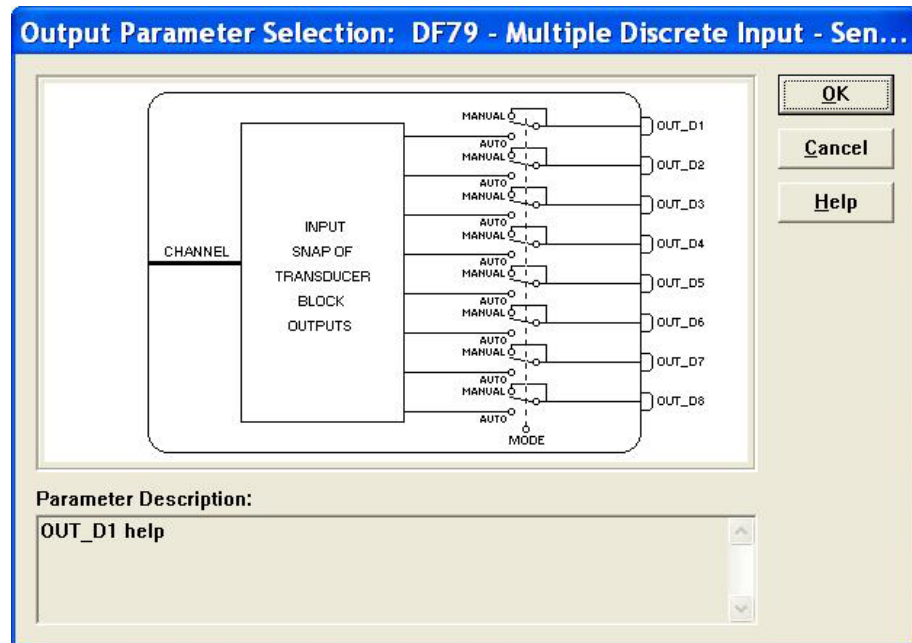 Output Parameter Selection: DF79 - Multiple Discrete Input - Sen...
OK
Cancel
Help
CHANNEL
INPUT
SNAP OF
TRANSDUCER
BLOCK
OUTPUTS
MANUAL
AUTO
OUT_D1
MANUAL
AUTO
OUT_D2
MANUAL
AUTO
OUT_D3
MANUAL
AUTO
OUT_D4
MANUAL
AUTO
OUT_D5
MANUAL
AUTO
OUT_D6
MANUAL
AUTO
OUT_D7
MANUAL
AUTO
OUT_D8
MODE
Parameter Description:
OUT_D1 help